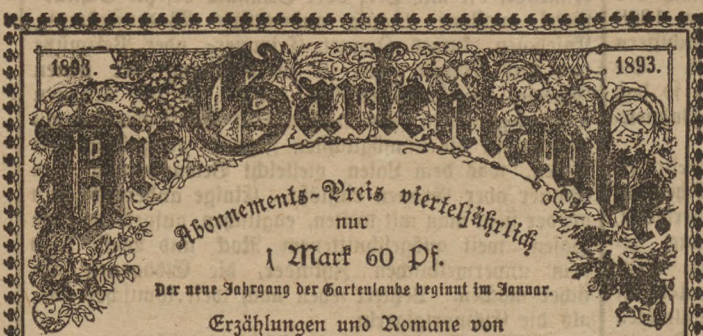 1893. 1893.
Die Gartenlaube.
Abonnements-Preis vierteljährlich
nur
1 Mark 60 Pf.
Der neue Jahrgang der Gartenlaube beginnt im Januar.
Erzählungen und Romane von